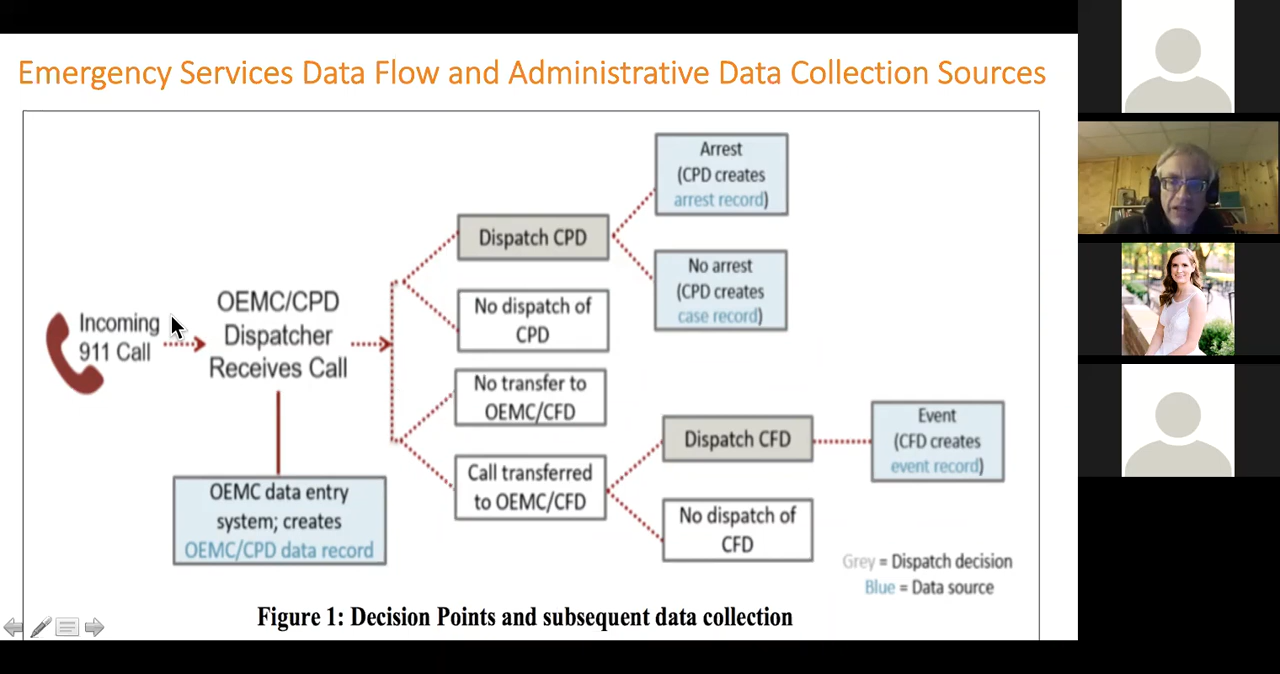 Emergency Services Data Flow and Administrative Data Collection Sources
Incoming
911 Call
OEMC/CPD
Dispatcher
Receives Call
OEMC data entry
system; creates
OEMC/CPD data record
Dispatch CPD
No dispatch of
CPD
No transfer to
OEMC/CFD
Call transferred
to OEMC/CFD
Arrest
(CPD creates
arrest record)
No arrest
(CPD creates
case record)
Dispatch CFD
No dispatch of
CFD
Event
(CFD creates
event record)
Grey = Dispatch decision
Blue = Data source
Figure 1: Decision Points and subsequent data collection